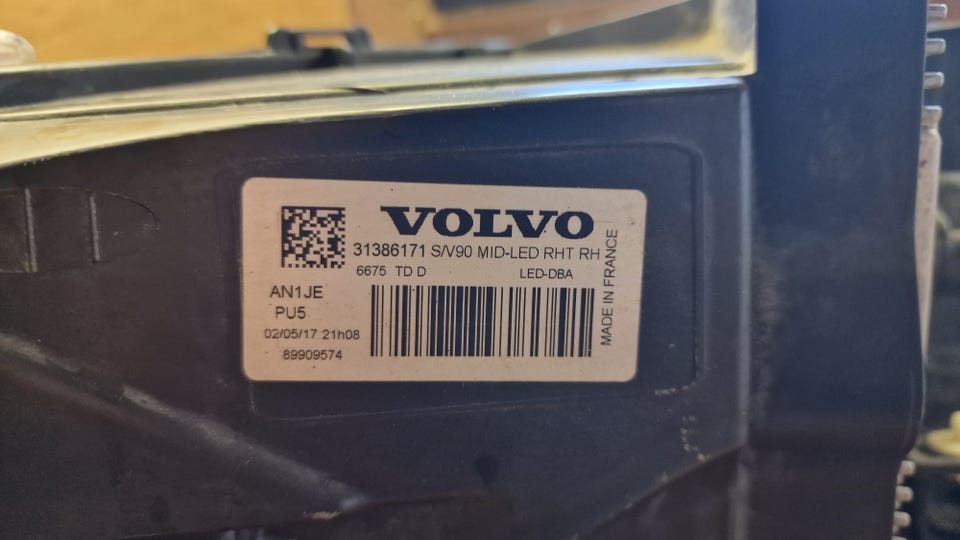 VOLVO
31386171 S/V90 MID-LED RHT RH
6675 TD D LED-DBA
AN1JE
PU5
02/05/17 21h08
89909574
MADE IN FRANCE